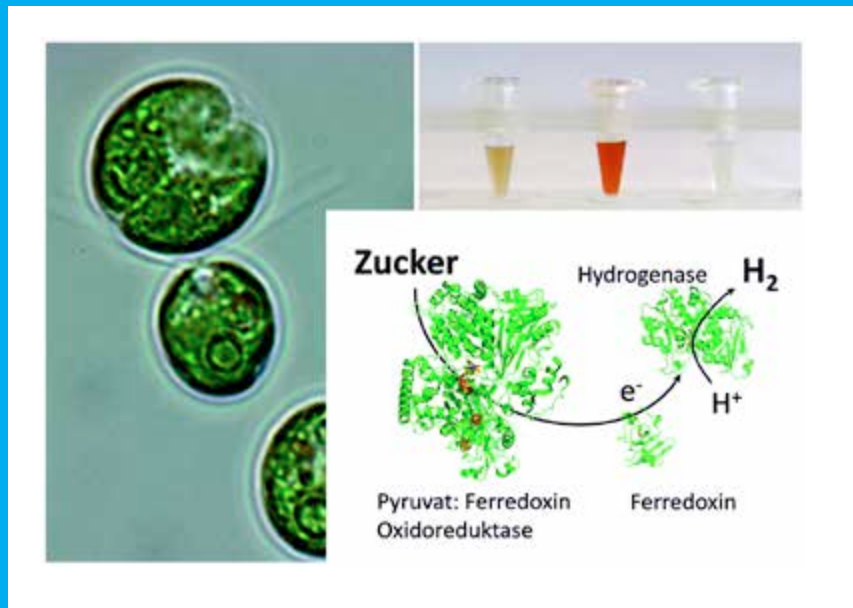 Zucker
Hydrogenase
H₂
e⁻
H⁺
Pyruvat: Ferredoxin
Oxidoreduktase
Ferredoxin